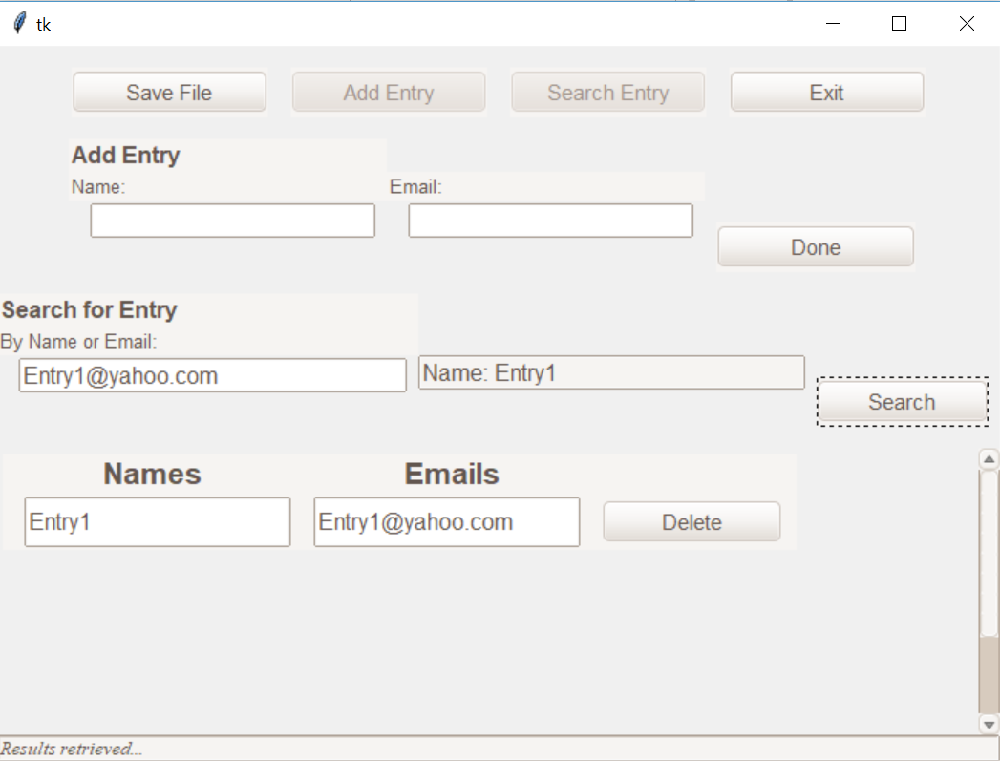 tk
Save File Add Entry Search Entry Exit
Add Entry
Name: Email:
Done
Search for Entry
By Name or Email:
Entry1@yahoo.com Name: Entry1
Search
Names Emails
Entry1 Entry1@yahoo.com Delete
Results retrieved...